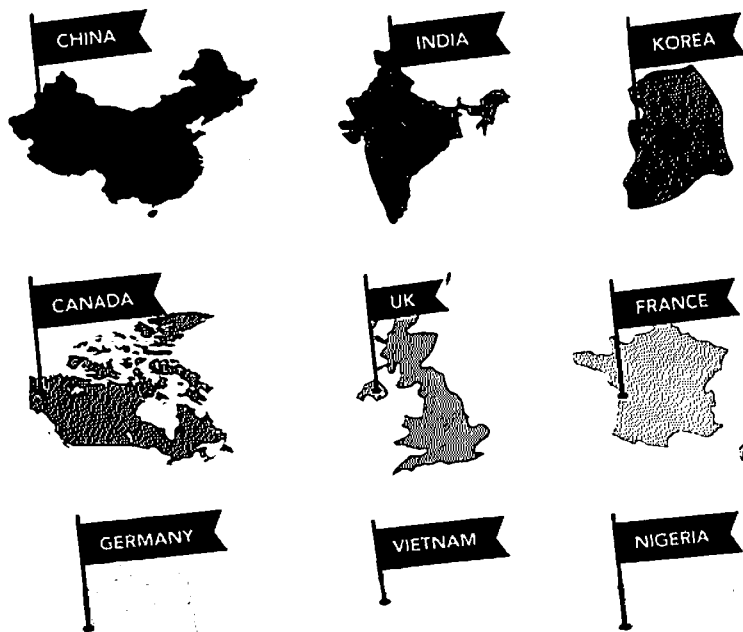 CHINA
INDIA
KOREA
CANADA
UK
FRANCE
GERMANY
VIETNAM
NIGERIA